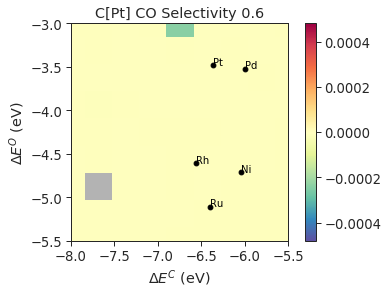 C[Pt] CO Selectivity 0.6
−3.0
−3.5
−4.0
−4.5
−5.0
−5.5
ΔE^O (eV)
Pt
Pd
Rh
Ni
Ru
−8.0 −7.5 −7.0 −6.5 −6.0 −5.5
ΔE^C (eV)
0.0004
0.0002
0.0000
−0.0002
−0.0004